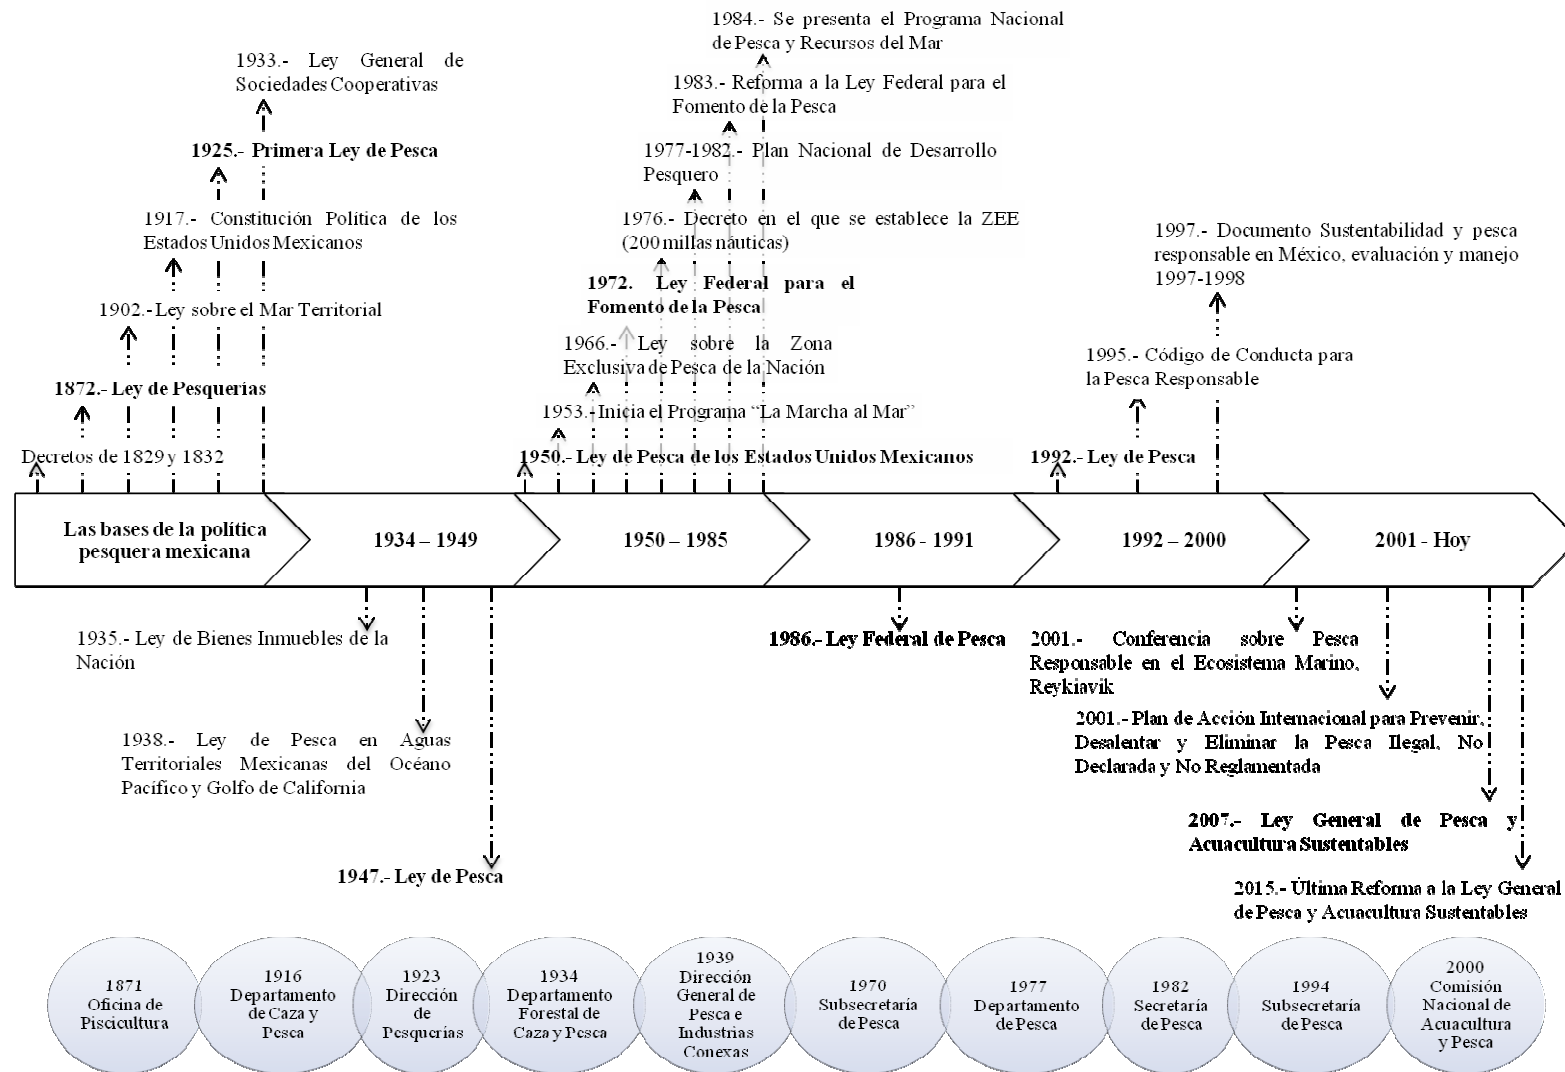 1984.- Se presenta el Programa Nacional
de Pesca y Recursos del Mar
1933.- Ley General de
Sociedades Cooperativas
1983.- Reforma a la Ley Federal para el
Fomento de la Pesca
1925.- Primera Ley de Pesca
1977-1982.- Plan Nacional de Desarrollo
Pesquero
1917.- Constitución Política de los
Estados Unidos Mexicanos
1976.- Decreto en el que se establece la ZEE
(200 millas náuticas)
1997.- Documento Sustentabilidad y pesca
responsable en México, evaluación y manejo
1997-1998
1972. Ley Federal para el
Fomento de la Pesca
1902.- Ley sobre el Mar Territorial
1966.- Ley sobre la Zona
Exclusiva de Pesca de la Nación
1995.- Código de Conducta para
la Pesca Responsable
1872.- Ley de Pesquerías
1953.- Inicia el Programa “La Marcha al Mar”
Decretos de 1829 y 1832
1950.- Ley de Pesca de los Estados Unidos Mexicanos
1992.- Ley de Pesca
Las bases de la política
pesquera mexicana
1934 – 1949
1950 – 1985
1986 - 1991
1992 – 2000
2001 - Hoy
1935.- Ley de Bienes Inmuebles de la
Nación
1986.- Ley Federal de Pesca
2001.- Conferencia sobre Pesca
Responsable en el Ecosistema Marino,
Reykiavik
1938.- Ley de Pesca en Aguas
Territoriales Mexicanas del Océano
Pacífico y Golfo de California
2001.- Plan de Acción Internacional para Prevenir,
Desalentar y Eliminar la Pesca Ilegal, No
Declarada y No Reglamentada
2007.- Ley General de Pesca y
Acuacultura Sustentables
1947.- Ley de Pesca
2015.- Última Reforma a la Ley General
de Pesca y Acuacultura Sustentables
1871
Oficina de
Piscicultura
1916
Departamento
de Caza y
Pesca
1923
Dirección
de
Pesquerías
1934
Departamento
Forestal de
Caza y Pesca
1939
Dirección
General de
Pesca e
Industrias
Conexas
1970
Subsecretaría
de Pesca
1977
Departamento
de Pesca
1982
Secretaría
de Pesca
1994
Subsecretaría
de Pesca
2000
Comisión
Nacional de
Acuacultura
y Pesca